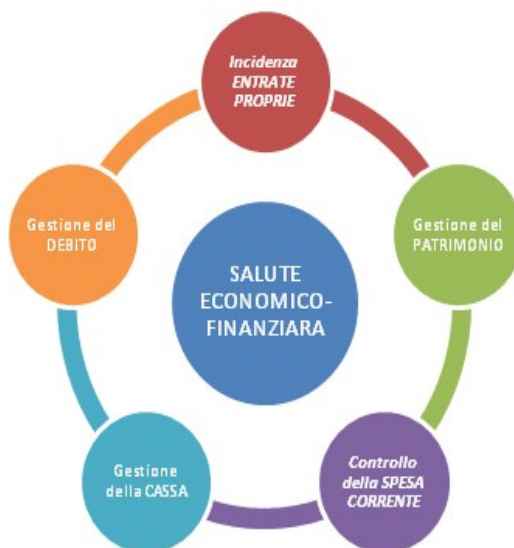 Incidenza
ENTRATE
PROPRIE
Gestione del
DEBITO
Gestione del
PATRIMONIO
SALUTE
ECONOMICO-
FINANZIARA
Gestione
della CASSA
Controllo
della SPESA
CORRENTE